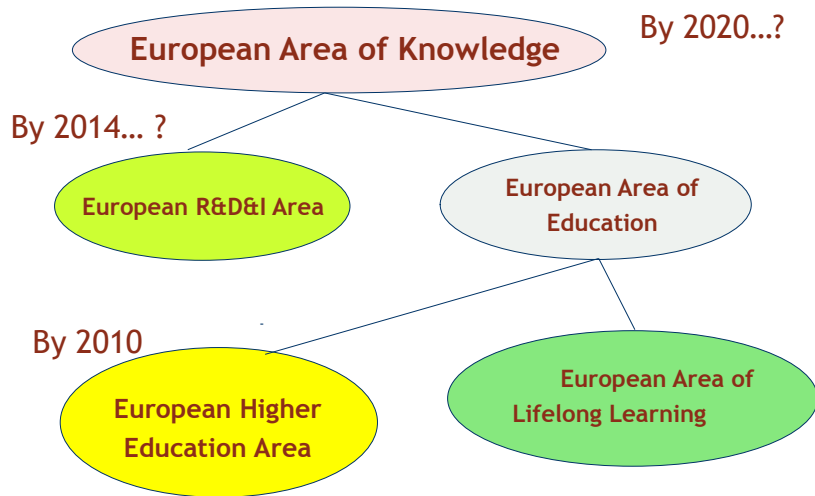 European Area of Knowledge
By 2020...?
By 2014... ?
European R&D&I Area
European Area of
Education
By 2010
European Higher
Education Area
European Area of
Lifelong Learning